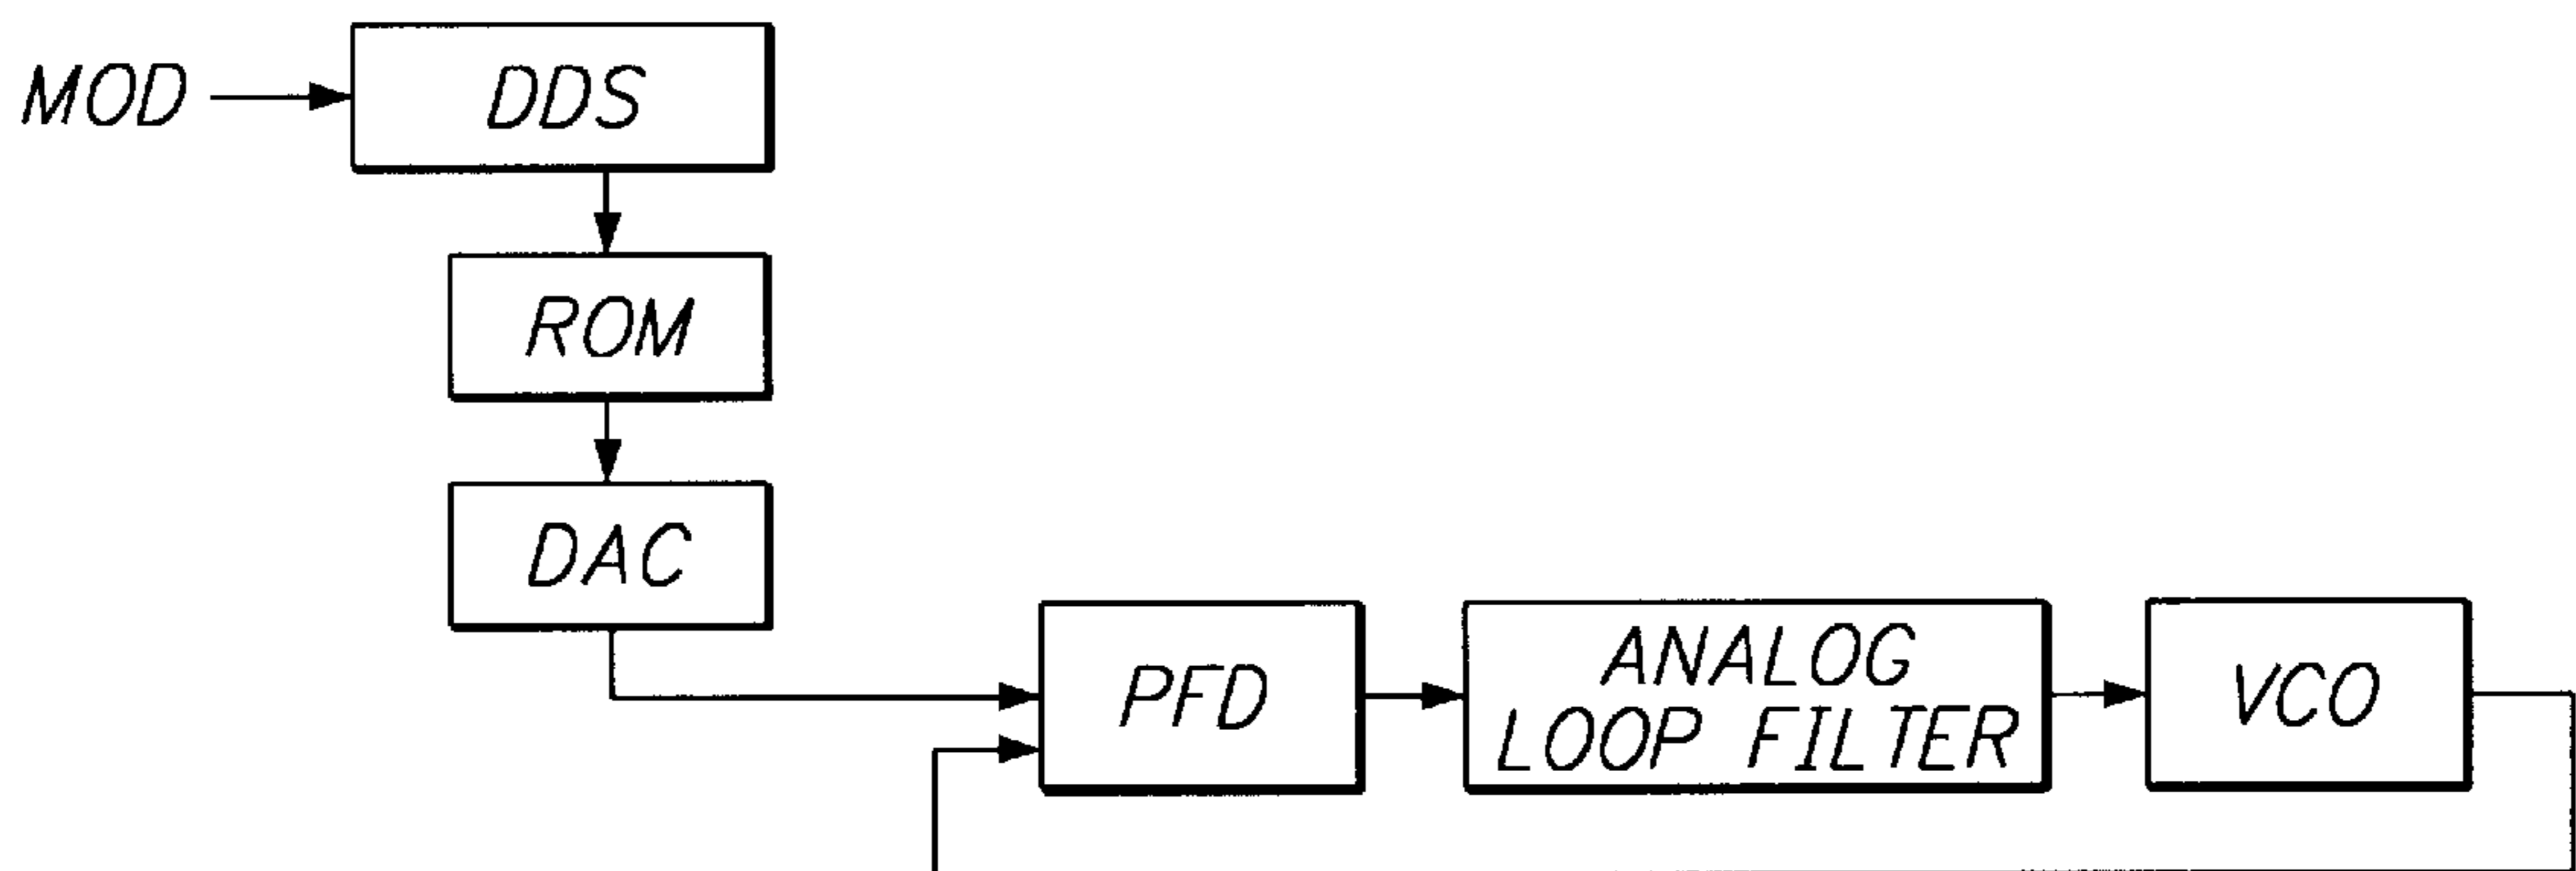 MOD
DDS
ROM
DAC
PFD
ANALOG
LOOP FILTER
VCO